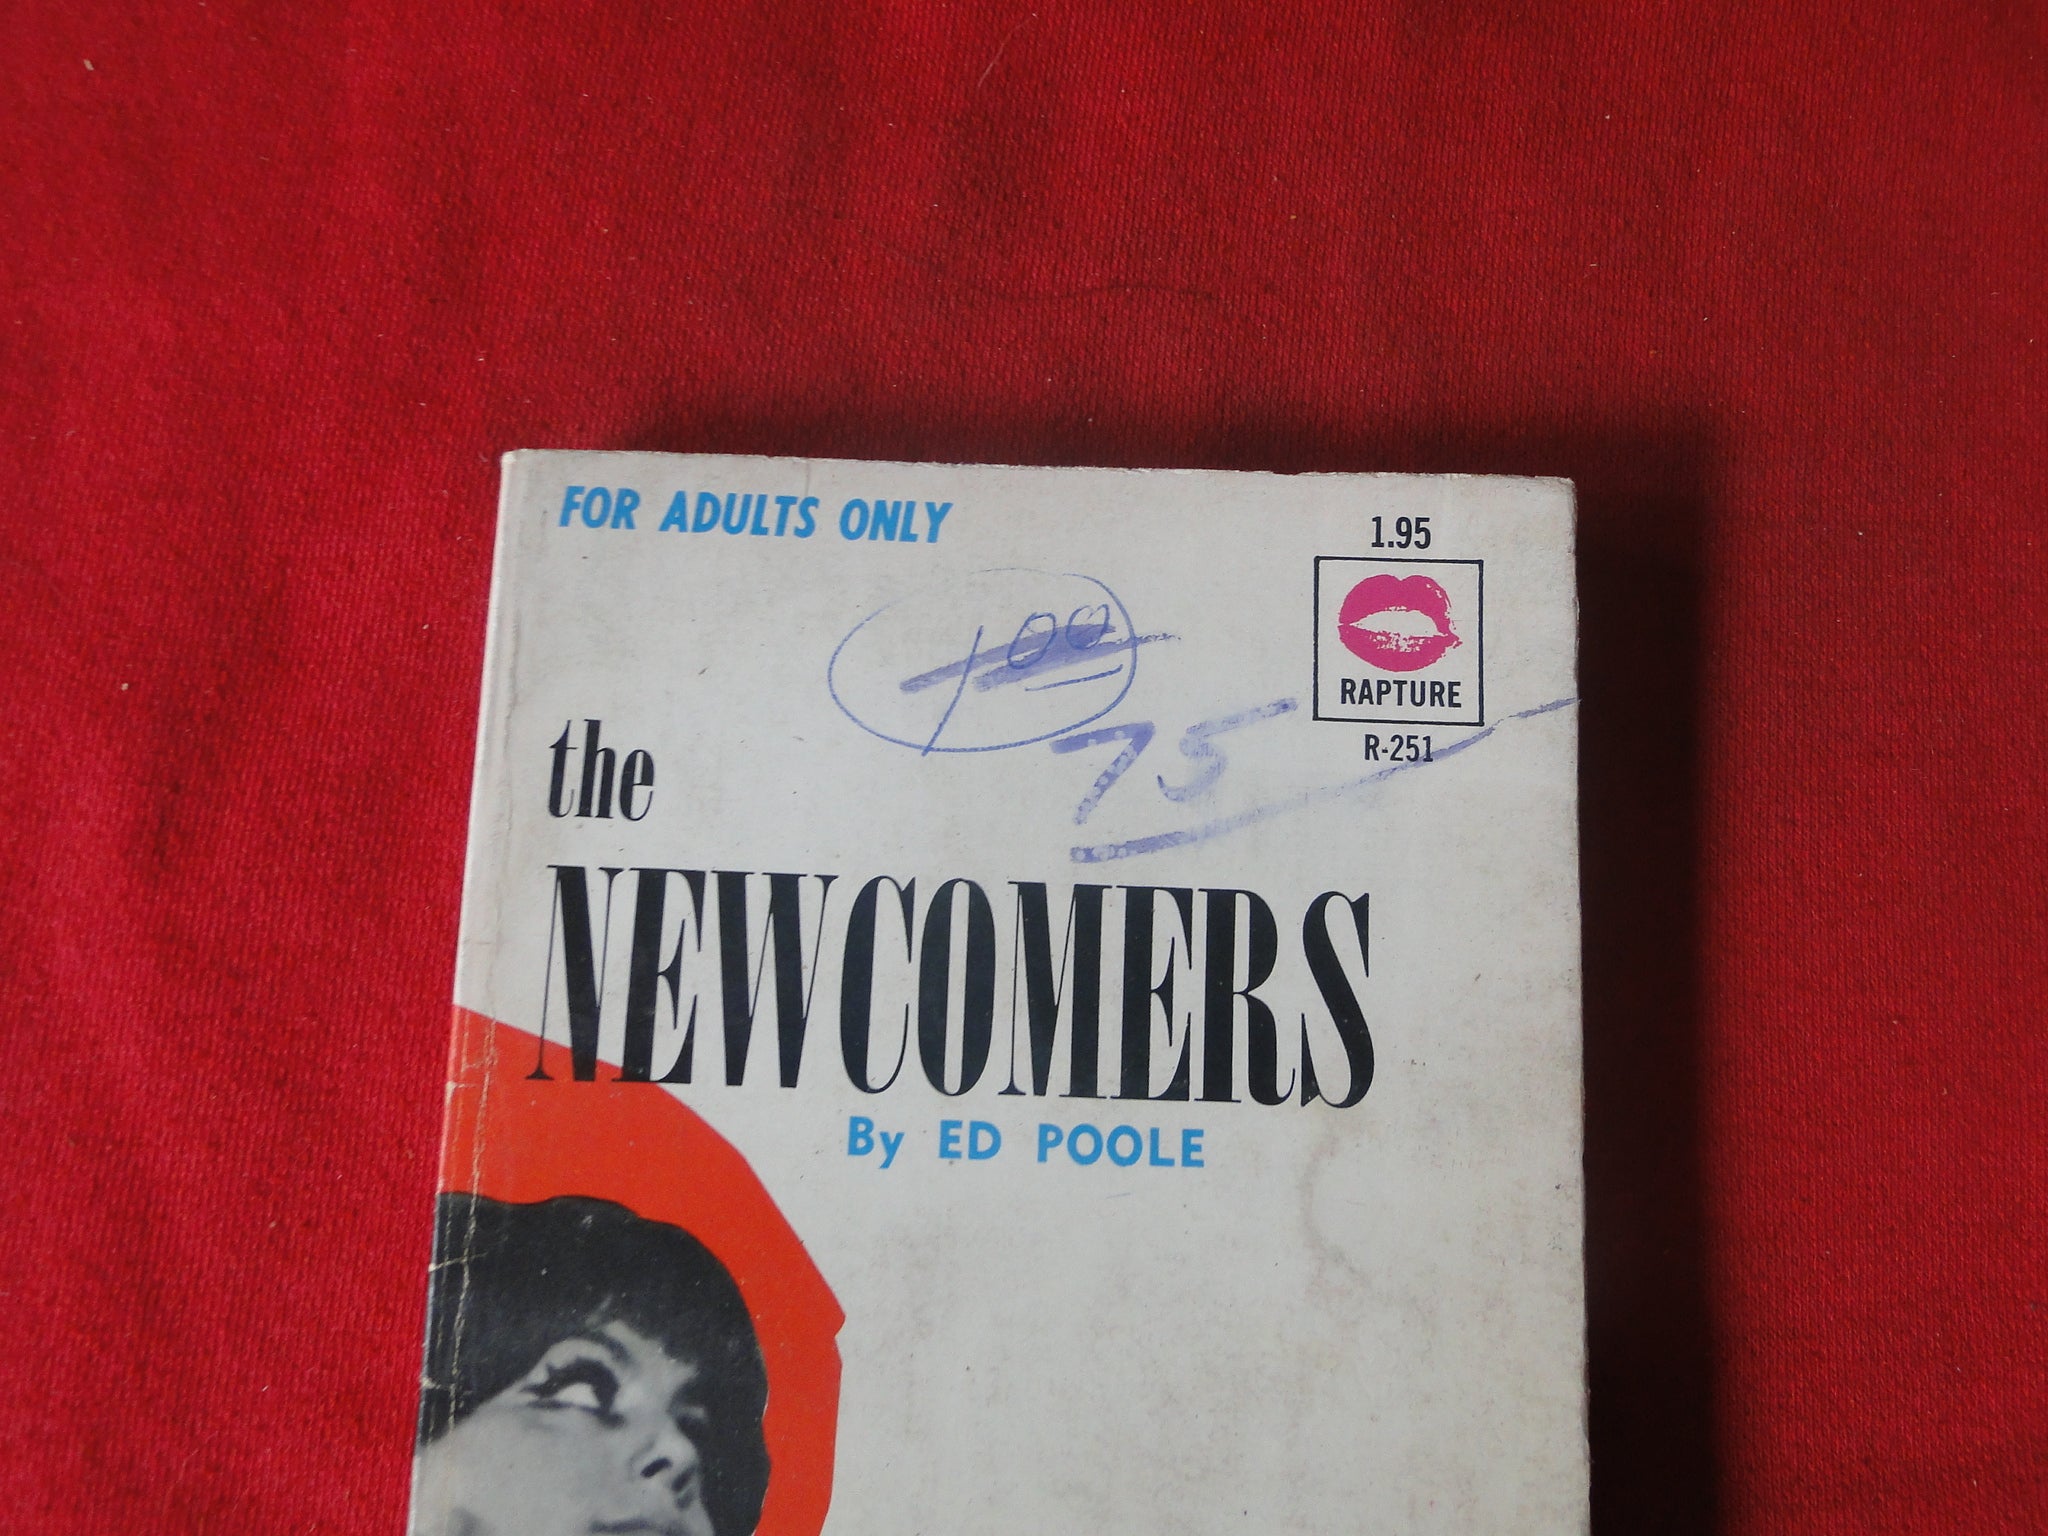 FOR ADULTS ONLY
1.95
1.00
RAPTURE
75
R-251
the
NEWCOMERS
By ED POOLE